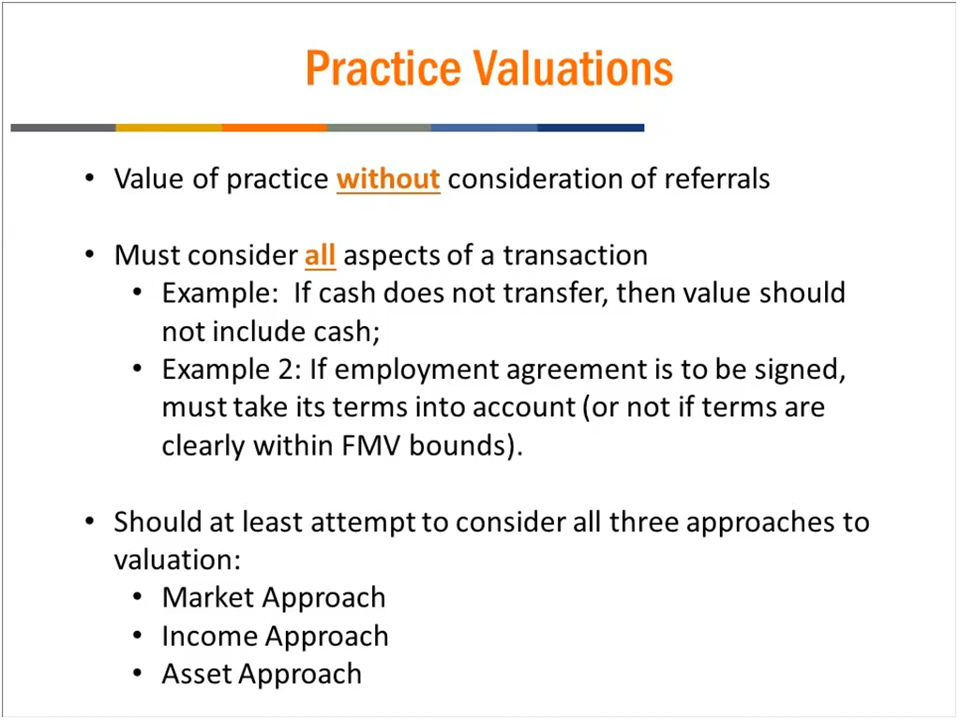 Practice Valuations
• Value of practice without consideration of referrals
• Must consider all aspects of a transaction
• Example:  If cash does not transfer, then value should
not include cash;
• Example 2: If employment agreement is to be signed,
must take its terms into account (or not if terms are
clearly within FMV bounds).
• Should at least attempt to consider all three approaches to
valuation:
• Market Approach
• Income Approach
• Asset Approach